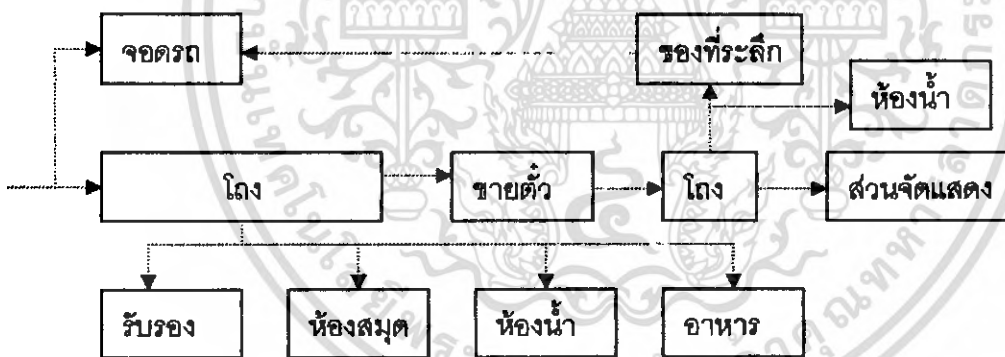 จอดรถ
ของที่ระลึก
ห้องน้ำ
โถง
ขายตั๋ว
โถง
ส่วนจัดแสดง
รับรอง
ห้องสมุด
ห้องน้ำ
อาหาร